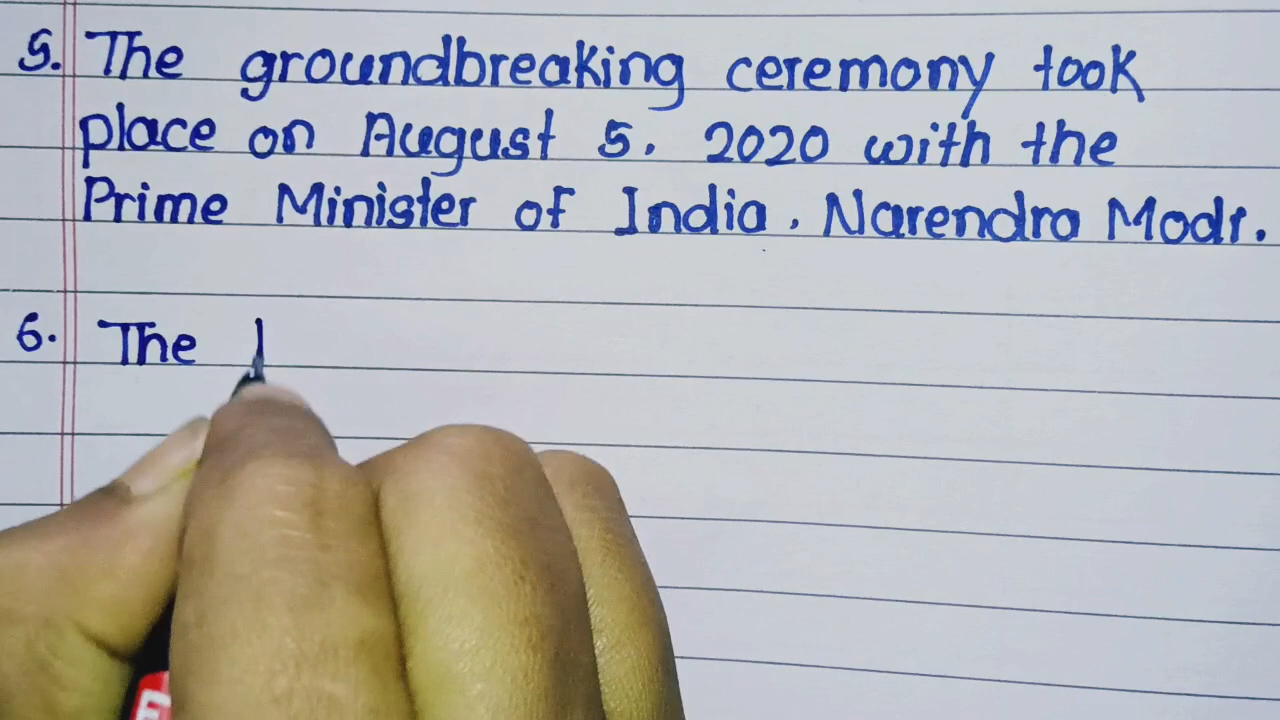 5. The groundbreaking ceremony took
place on August 5, 2020 with the
Prime Minister of India, Narendra Modi.
6. The